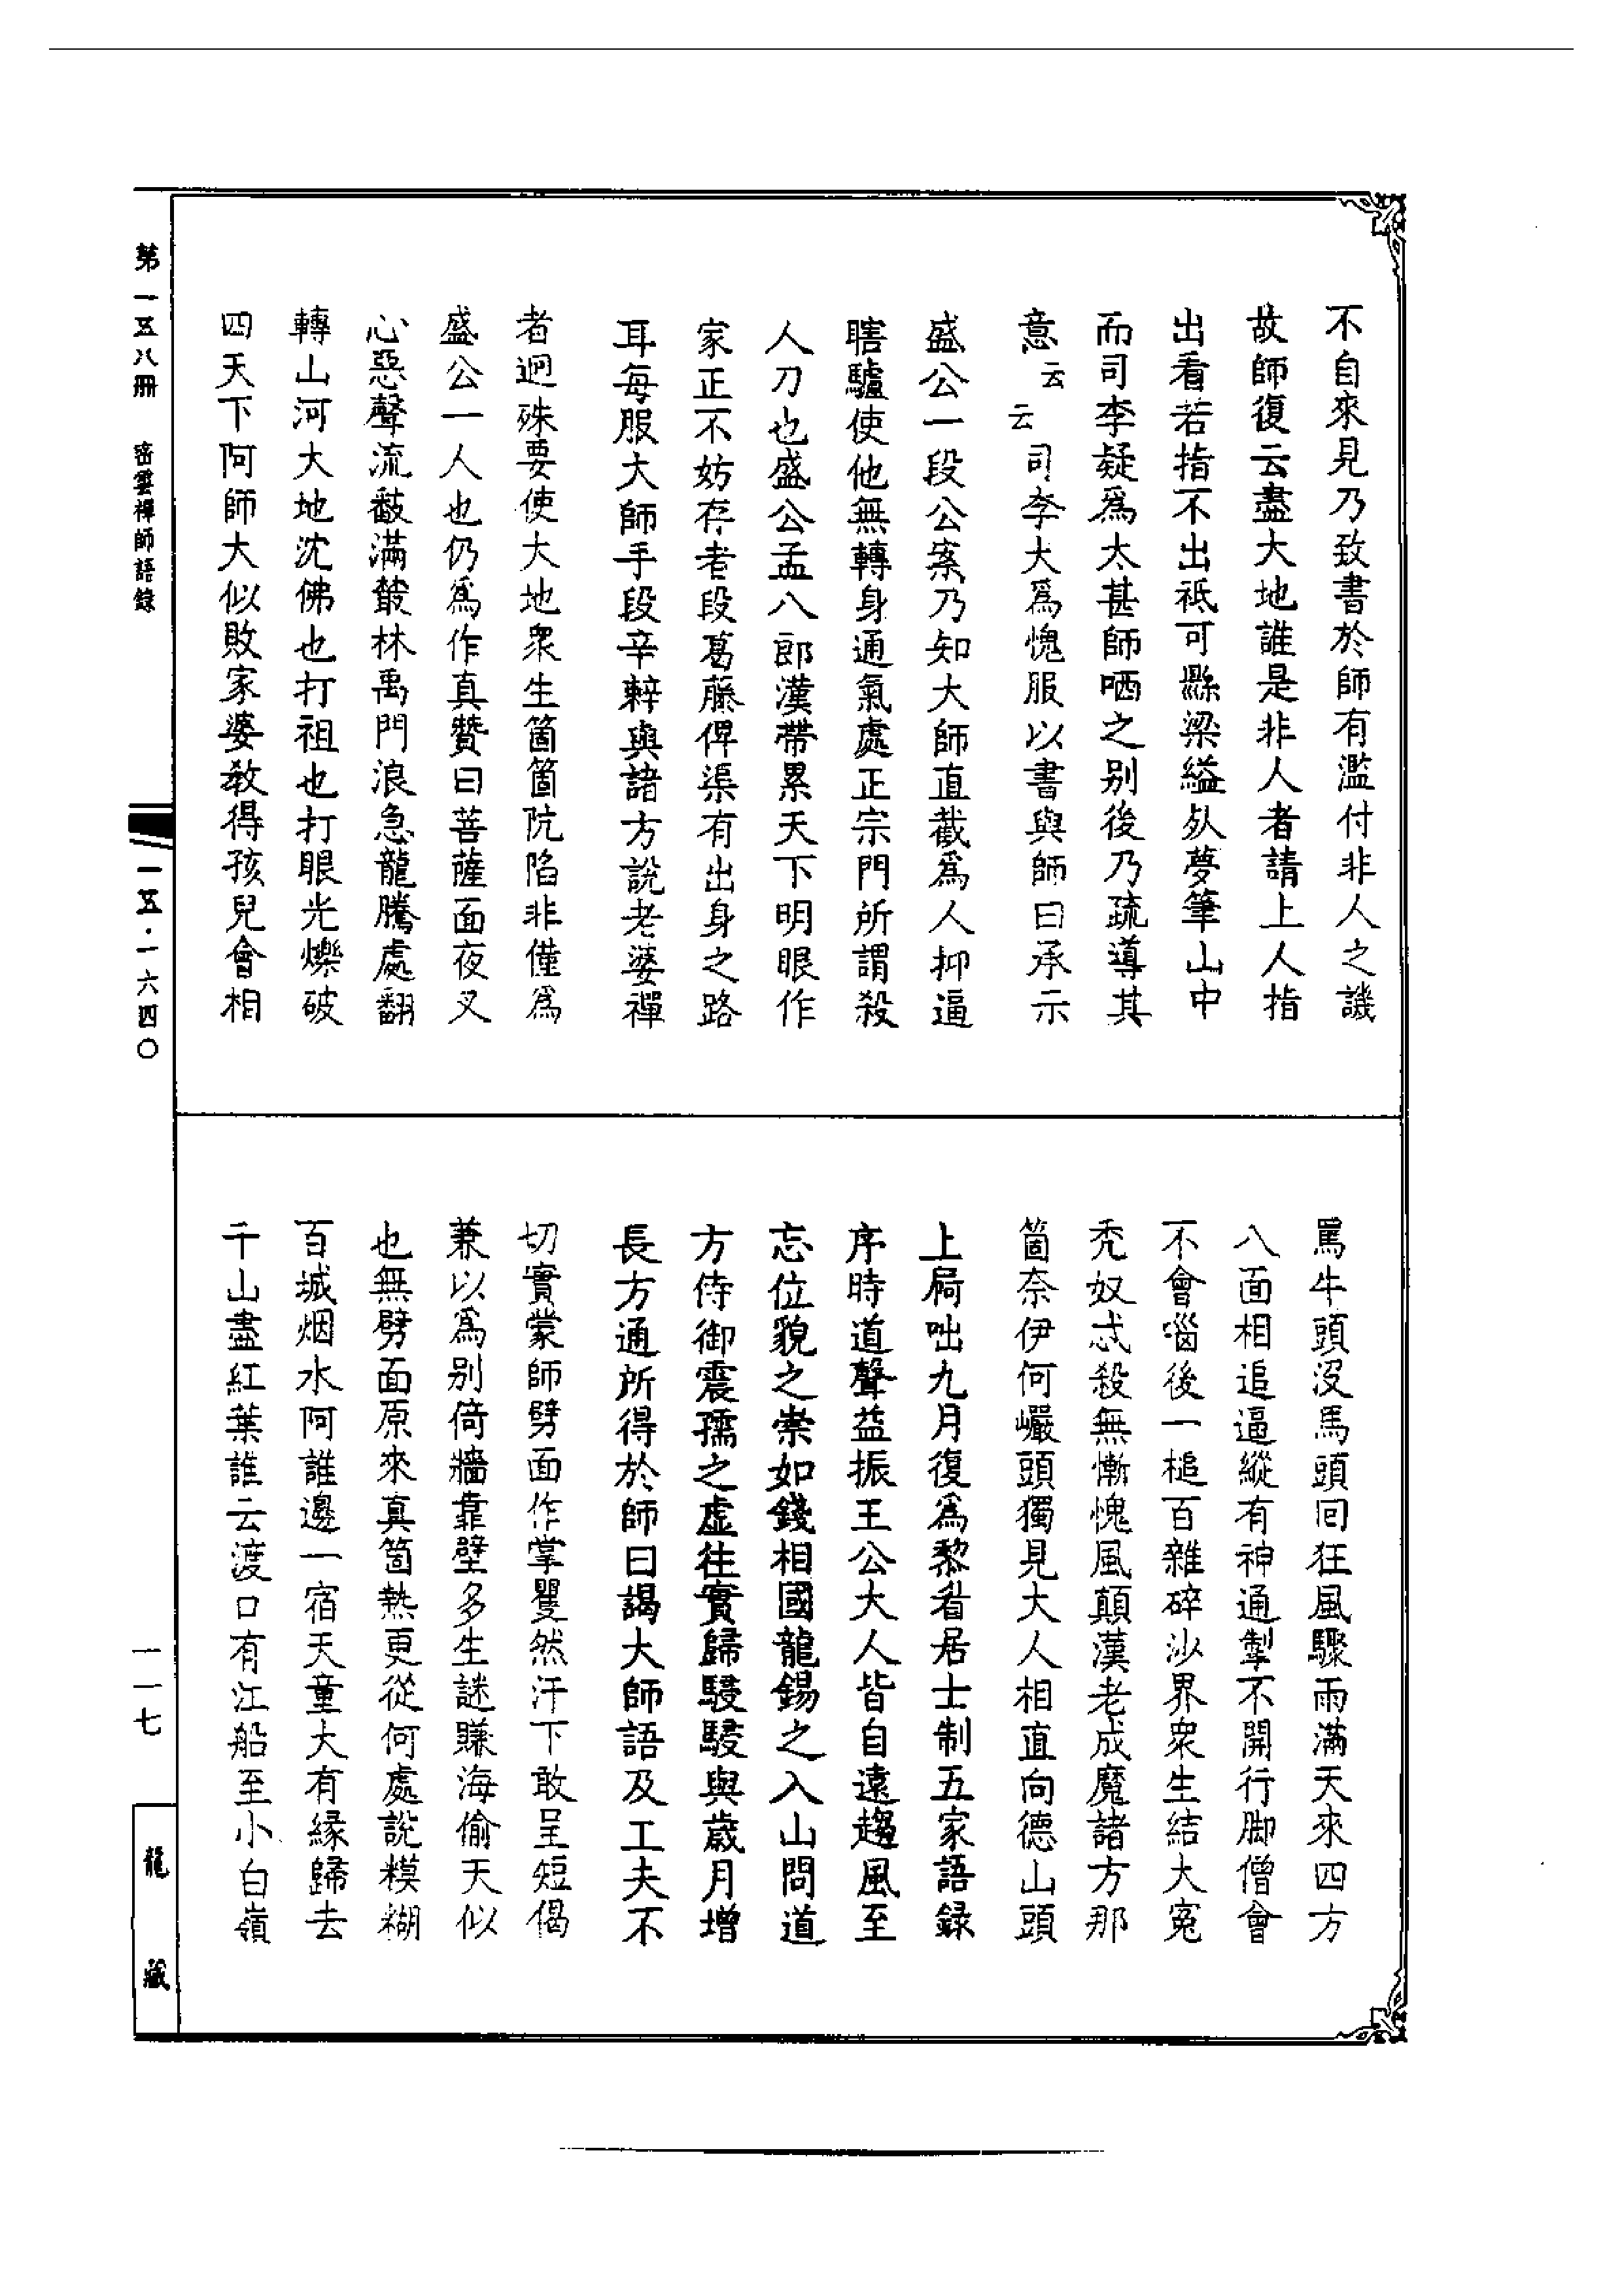 不自來見乃致書於師有濫付非人之譏
故師復云盡大地誰是非人者請上人指
出看若指不出祇可縣梁縊死夢筆山中
而司李疑爲太甚師哂之别後乃疏導其
意云云司李大爲愧服以書與師曰承示
盛公一段公案乃知大師直截爲人抑逼
瞎驢使他無轉身通氣處正宗門所謂殺
人刀也盛公孟八郎漢帶累天下明眼作
家正不妨存老段葛藤俾渠有出身之路
耳每服大師手段辛辣與諸方説老婆禪
者迥殊要使大地衆生箇箇阬陷非僅爲
盛公一人也仍爲作真贊曰菩薩面夜叉
心惡聲流㪇滿叢林禹門浪急龍騰處翻
轉山河大地沈佛也打祖也打眼光爍破
四天下阿師大似敗家婆教得孩兒會相
罵牛頭没馬頭回狂風驟雨滿天來四方
八面相追逼縱有神通掣不開行脚僧會
不會惱後一槌百雜碎沙界衆生結大寃
秃奴忒殺無慚愧風顛漢老成魔諸方那
箇奈伊何巗頭獨見大人相直向德山頭
上屙咄九月復爲黎眉居士制五家語録
序時道聲益振王公大人皆自遠趨風至
忘位貌之崇如錢相國龍錫之入山問道
方侍御震孺之虚往實歸駸駸與歲月增
長方通所得於師曰謁大師語及工夫不
切實蒙師劈面作掌矍然汗下敢呈短偈
兼以爲别倚牆靠壁多生謎賺海偷天似
也無劈面原來真箇熱更從何處説糢糊
百城烟水阿誰邊一宿天童大有緣歸去
千山盡紅葉誰云渡口有江船至小白嶺
第一五八册 密雲禪師語錄
一五·一六四〇
一一七
龍藏